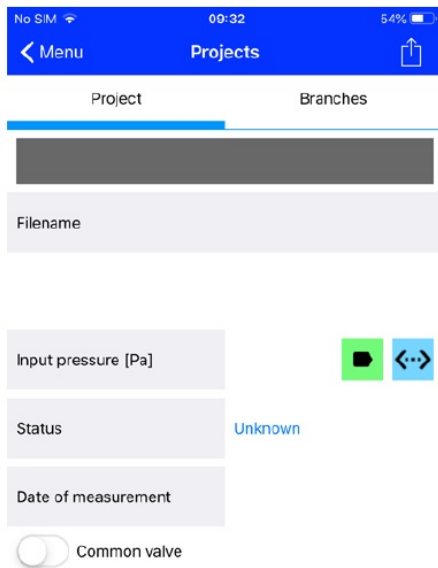 No SIM 09:32 54%
Menu Projects
Project Branches
Filename
Input pressure [Pa]
Status Unknown
Date of measurement
Common valve